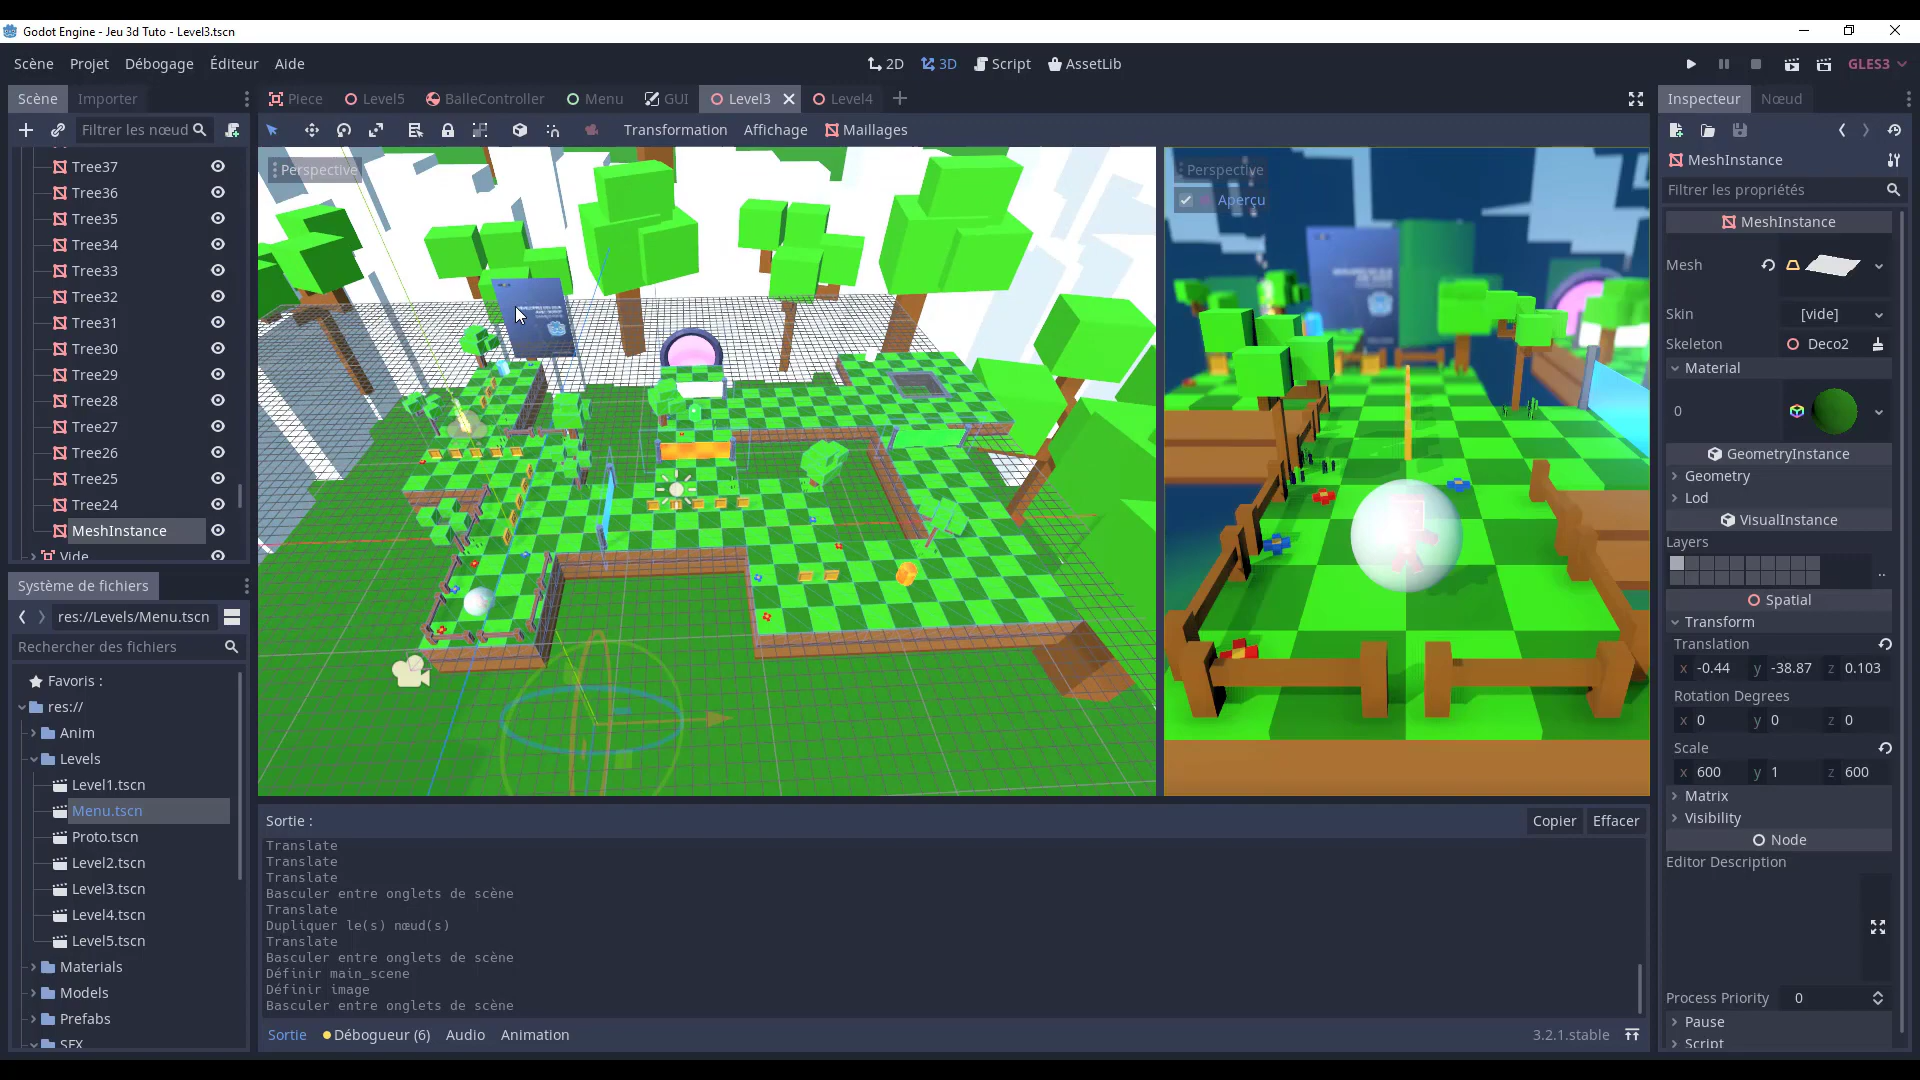 Godot Engine - Jeu 3d Tuto - Level3.tscn
Scène Projet Débogage Éditeur Aide
2D 3D Script AssetLib
GLES3
Scène Importer
Piece Level5 BalleController Menu GUI Level3 Level4
Inspecteur Nœud
Filtrer les nœud
Transformation Affichage Maillages
Tree37
Tree36
Tree35
Tree34
Tree33
Tree32
Tree31
Tree30
Tree29
Tree28
Tree27
Tree26
Tree25
Tree24
MeshInstance
Vide
Perspective
Perspective
Aperçu
Système de fichiers
res://Levels/Menu.tscn
Rechercher des fichiers
Favoris :
res://
Anim
Levels
Level1.tscn
Menu.tscn
Proto.tscn
Level2.tscn
Level3.tscn
Level4.tscn
Level5.tscn
Materials
Models
Prefabs
SFX
Sortie :
Copier Effacer
Translate
Translate
Translate
Basculer entre onglets de scène
Translate
Dupliquer le(s) nœud(s)
Translate
Basculer entre onglets de scène
Définir main_scene
Définir image
Basculer entre onglets de scène
Sortie Débogueur (6) Audio Animation
3.2.1.stable
MeshInstance
Filtrer les propriétés
MeshInstance
Mesh
Skin [vide]
Skeleton Deco2
Material
0
GeometryInstance
Geometry
Lod
VisualInstance
Layers
..
Spatial
Transform
Translation
x -0.44 y -38.87 z 0.103
Rotation Degrees
x 0 y 0 z 0
Scale
x 600 y 1 z 600
Matrix
Visibility
Node
Editor Description
Process Priority 0
Pause
Script